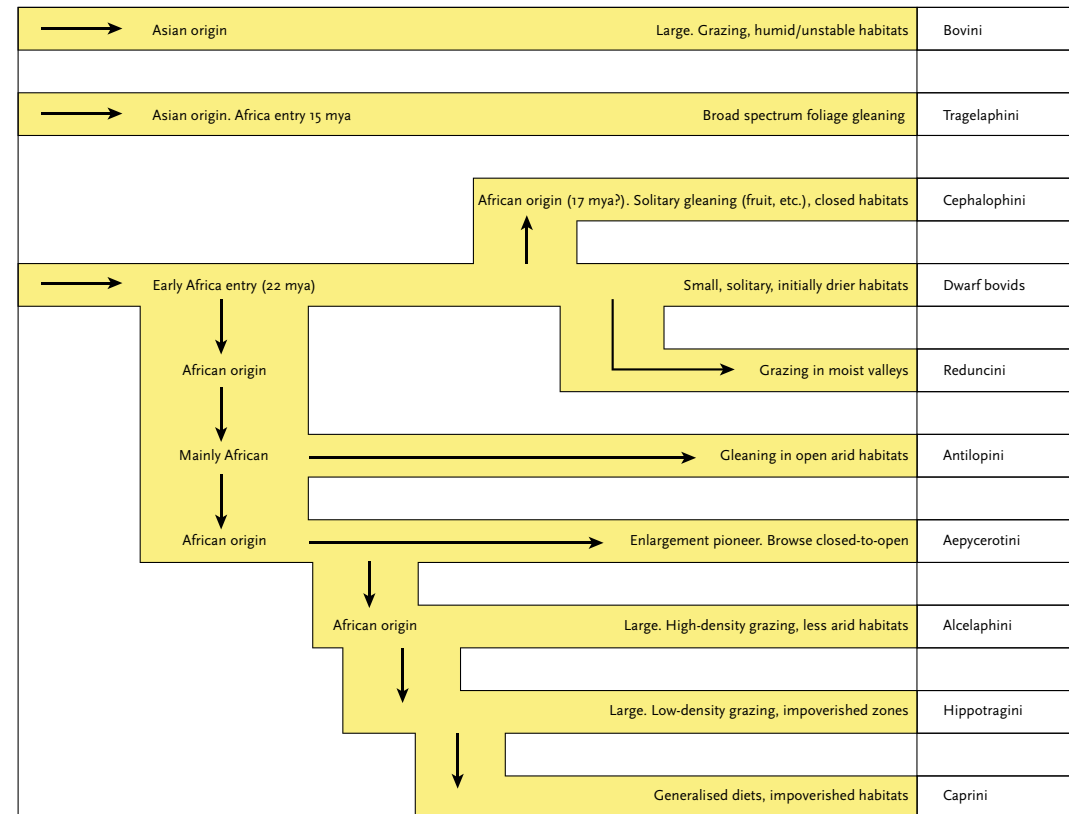 Asian origin Large. Grazing, humid/unstable habitats Bovini
Asian origin. Africa entry 15 mya Broad spectrum foliage gleaning Tragelaphini
African origin (17 mya?). Solitary gleaning (fruit, etc.), closed habitats Cephalophini
Early Africa entry (22 mya) Small, solitary, initially drier habitats Dwarf bovids
African origin Grazing in moist valleys Reduncini
Mainly African Gleaning in open arid habitats Antilopini
African origin Enlargement pioneer. Browse closed-to-open Aepycerotini
African origin Large. High-density grazing, less arid habitats Alcelaphini
Large. Low-density grazing, impoverished zones Hippotragini
Generalised diets, impoverished habitats Caprini